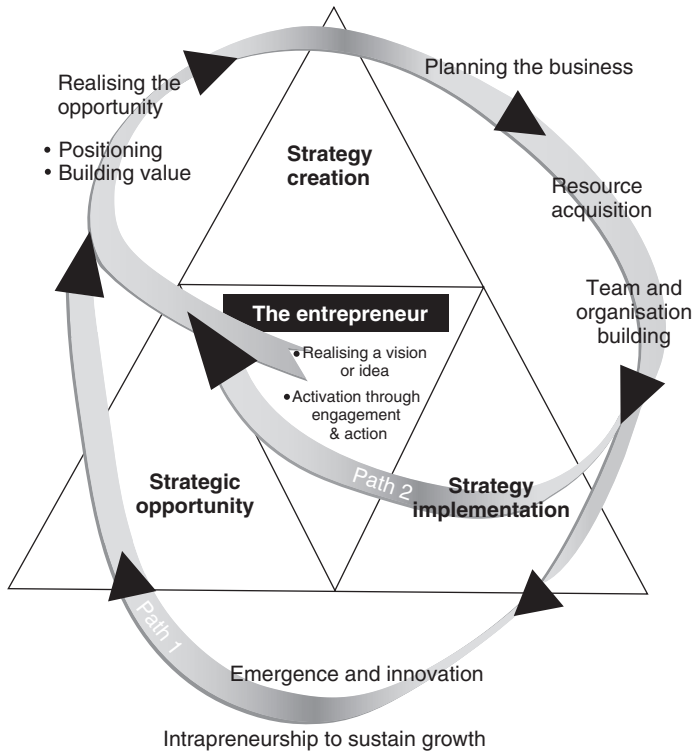 Realising the
opportunity
• Positioning
• Building value
Planning the business
Strategy
creation
Resource
acquisition
The entrepreneur
• Realising a vision
or idea
• Activation through
engagement
& action
Team and
organisation
building
Strategic
opportunity
Path 2
Strategy
implementation
Path 1
Emergence and innovation
Intrapreneurship to sustain growth